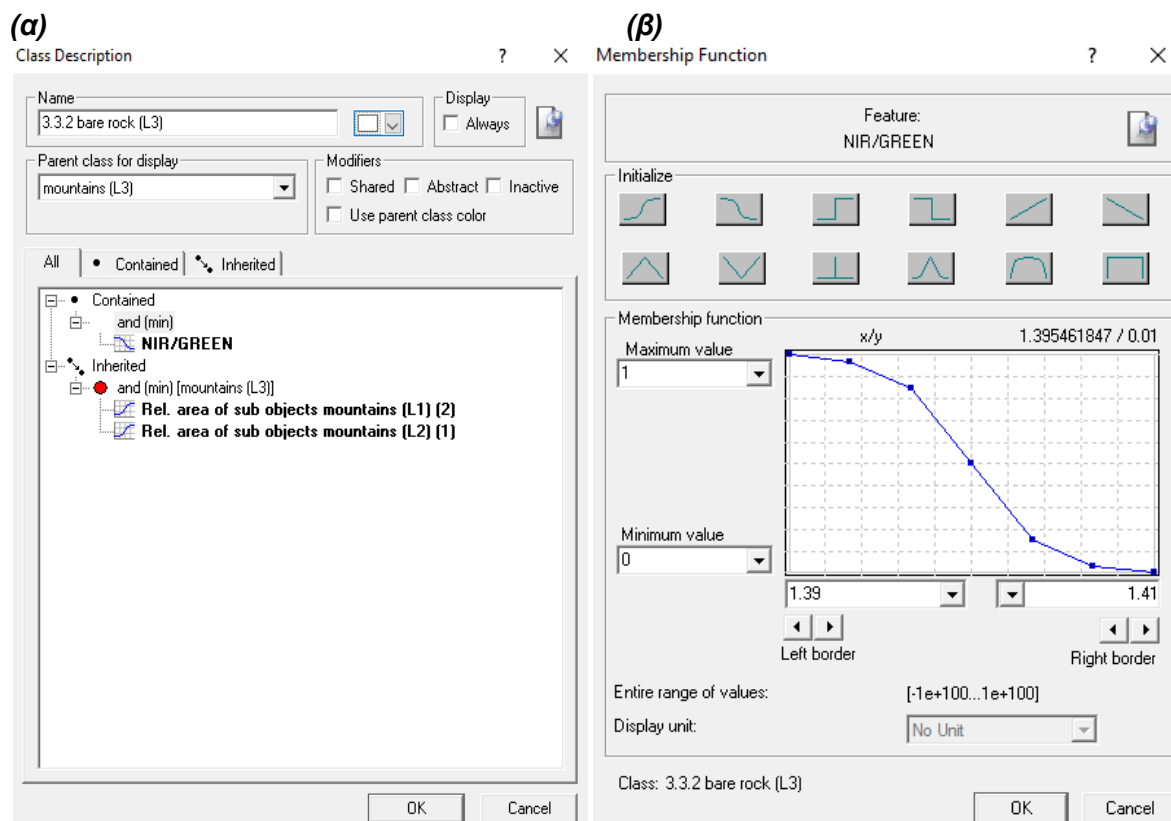 (α)
Class Description ? ×
Name
3.3.2 bare rock (L3)
Display
Always
Parent class for display
mountains (L3)
Modifiers
Shared Abstract Inactive
Use parent class color
All Contained Inherited
Contained
and (min)
NIR/GREEN
Inherited
and (min) [mountains (L3)]
Rel. area of sub objects mountains (L1) (2)
Rel. area of sub objects mountains (L2) (1)
OK Cancel
(β)
Membership Function ? ×
Feature:
NIR/GREEN
Initialize
Membership function
x/y 1.395461847 / 0.01
Maximum value
1
Minimum value
0
1.39 1.41
Left border Right border
Entire range of values: [-1e+100...1e+100]
Display unit: No Unit
Class: 3.3.2 bare rock (L3)
OK Cancel